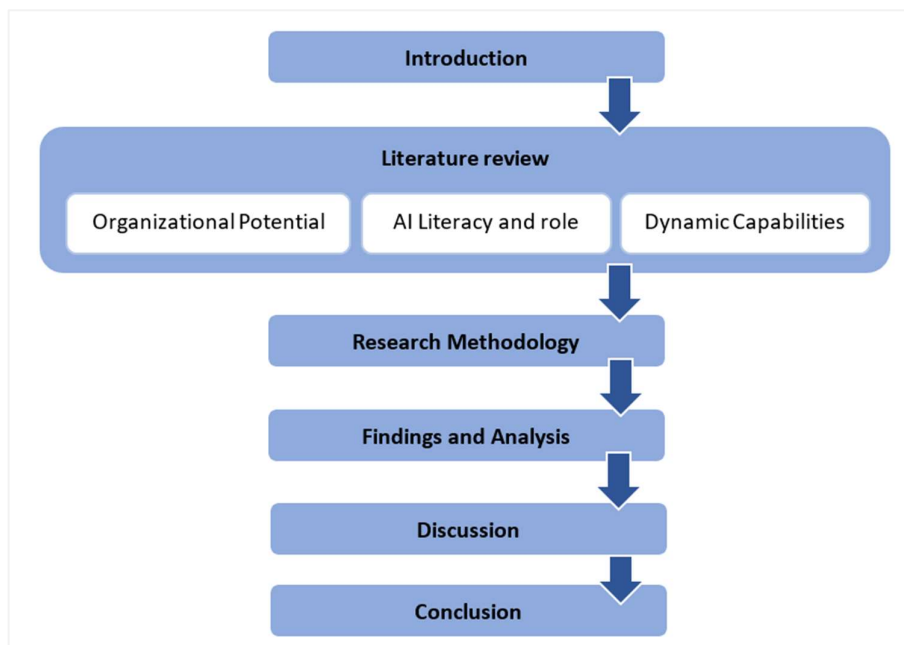 Introduction
Literature review
Organizational Potential
AI Literacy and role
Dynamic Capabilities
Research Methodology
Findings and Analysis
Discussion
Conclusion